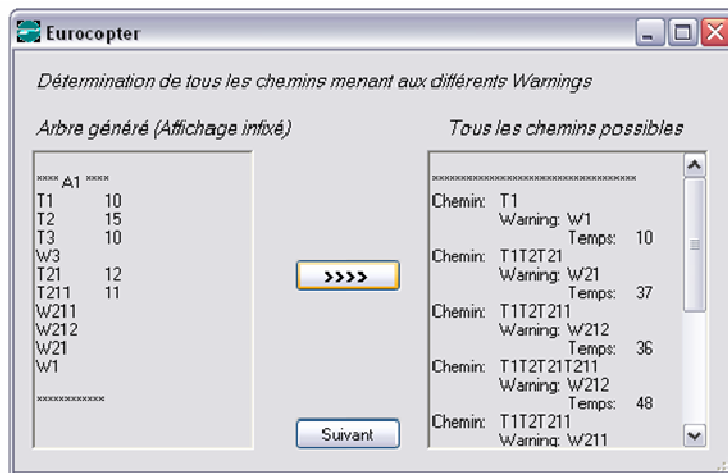 Eurocopter
Détermination de tous les chemins menant aux différents Warnings
Arbre généré (Affichage infixé)
**** A1 ****
T1 10
T2 15
T3 10
W3
T21 12
T211 11
W211
W212
W21
W1
************
>>>>
Suivant
Tous les chemins possibles
************************************
Chemin: T1
Warning: W1
Temps: 10
Chemin: T1T2T21
Warning: W21
Temps: 37
Chemin: T1T2T211
Warning: W212
Temps: 36
Chemin: T1T2T21T211
Warning: W212
Temps: 48
Chemin: T1T2T211
Warning: W211